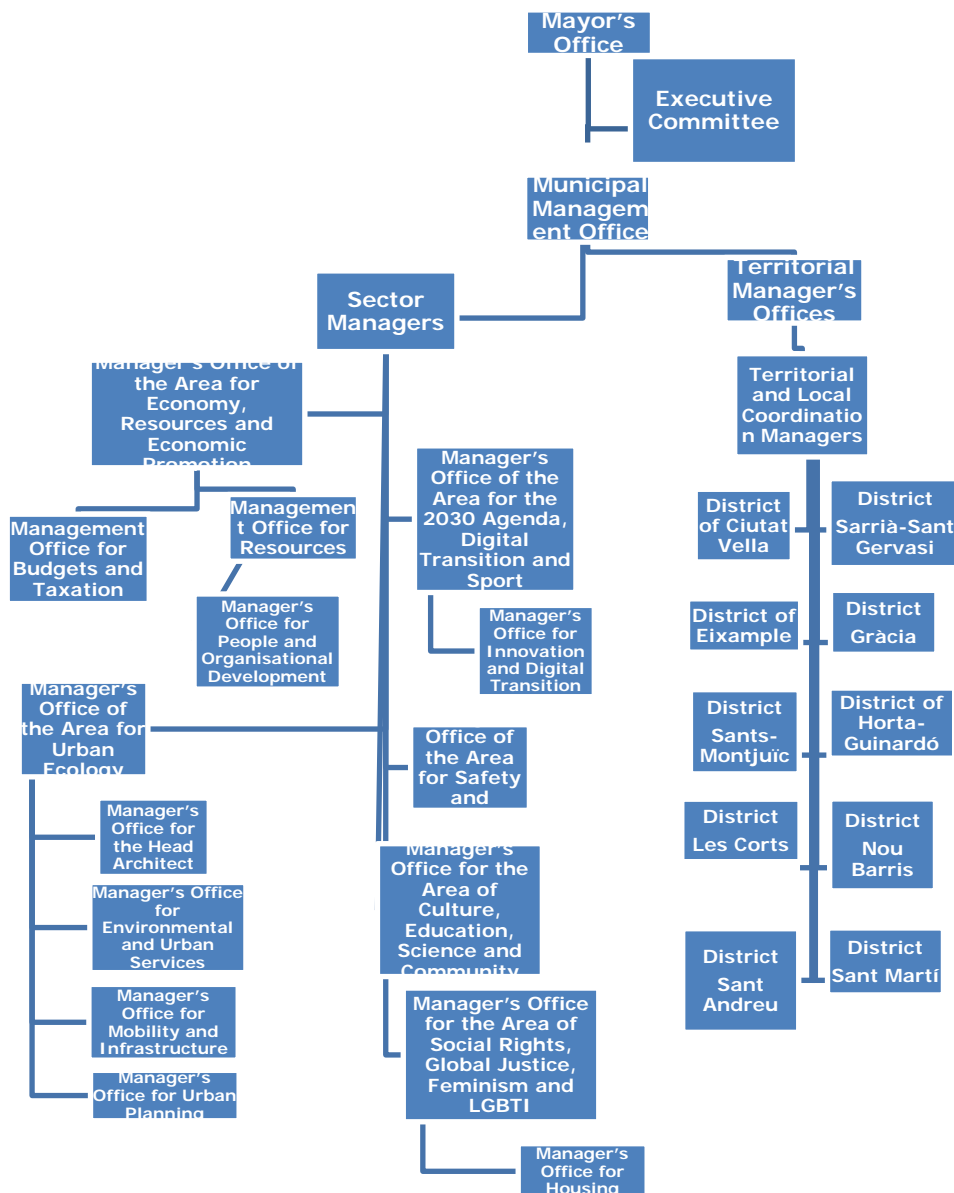 Mayor's
Office
Executive
Committee
Municipal
Managem
ent Office
Territorial
Manager's
Offices
Sector
Managers
Territorial
and Local
Coordinatio
n Managers
Manager's Office of
the Area for
Economy,
Resources and
Economic
Promotion
Manager's
Office of the
Area for the
2030 Agenda,
Digital
Transition and
Sport
Management
Office for
Budgets and
Taxation
Managemen
t Office for
Resources
Manager's
Office for
People and
Organisational
Development
Manager's
Office for
Innovation
and Digital
Transition
District
of Ciutat
Vella
District
Sarrià-Sant
Gervasi
District of
Eixample
District
Gràcia
Manager's
Office of
the Area for
Urban
Ecology
Office of
the Area
for Safety
and
District
Sants-
Montjuïc
District of
Horta-
Guinardó
Manager's
Office for
the Head
Architect
Manager's Office
for
Environmental
and Urban
Services
Manager's
Office for
Mobility and
Infrastructure
Manager's
Office for Urban
Planning
Manager's
Office for the
Area of
Culture,
Education,
Science and
Community
District
Les Corts
District
Nou
Barris
District
Sant
Andreu
District
Sant Martí
Manager's Office
for the Area of
Social Rights,
Global Justice,
Feminism and
LGBTI
Manager's
Office for
Housing